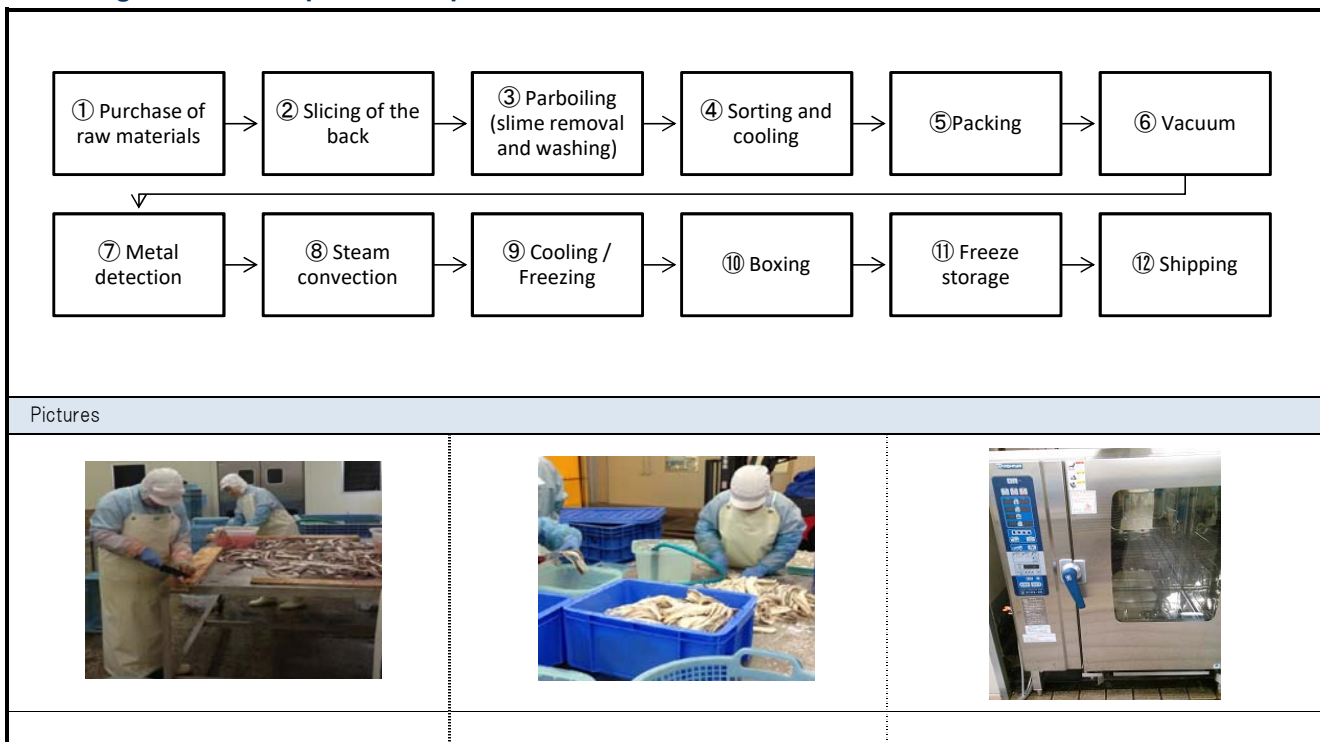 ① Purchase of
raw materials
② Slicing of the
back
③ Parboiling
(slime removal
and washing)
④ Sorting and
cooling
⑤Packing
⑥ Vacuum
⑦ Metal
detection
⑧ Steam
convection
⑨ Cooling /
Freezing
⑩ Boxing
⑪ Freeze
storage
⑫ Shipping
Pictures